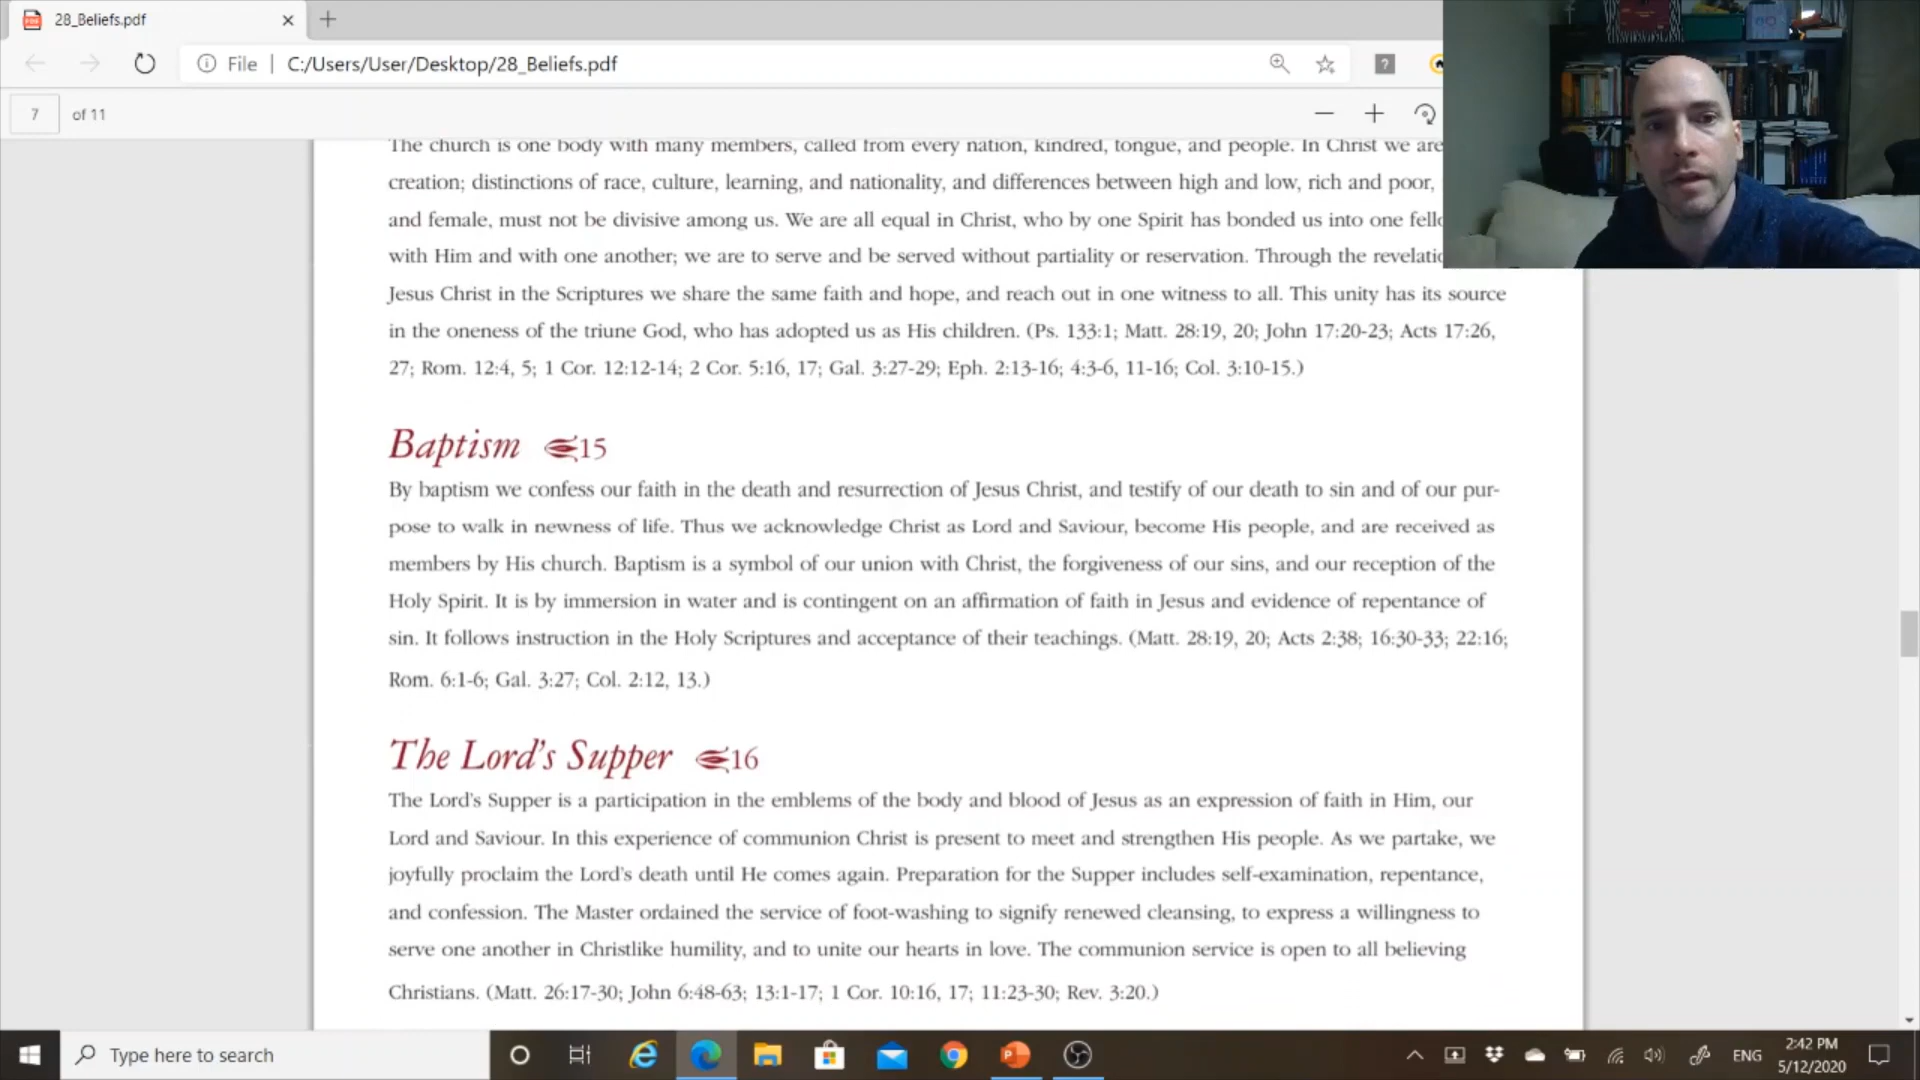 28_Beliefs.pdf
File | C:/Users/User/Desktop/28_Beliefs.pdf
7 of 11
The church is one body with many members, called from every nation, kindred, tongue, and people. In Christ we are
creation; distinctions of race, culture, learning, and nationality, and differences between high and low, rich and poor,
and female, must not be divisive among us. We are all equal in Christ, who by one Spirit has bonded us into one fello
with Him and with one another; we are to serve and be served without partiality or reservation. Through the revelatio
Jesus Christ in the Scriptures we share the same faith and hope, and reach out in one witness to all. This unity has its source
in the oneness of the triune God, who has adopted us as His children. (Ps. 133:1; Matt. 28:19, 20; John 17:20-23; Acts 17:26,
27; Rom. 12:4, 5; 1 Cor. 12:12-14; 2 Cor. 5:16, 17; Gal. 3:27-29; Eph. 2:13-16; 4:3-6, 11-16; Col. 3:10-15.)
Baptism 15
By baptism we confess our faith in the death and resurrection of Jesus Christ, and testify of our death to sin and of our pur-
pose to walk in newness of life. Thus we acknowledge Christ as Lord and Saviour, become His people, and are received as
members by His church. Baptism is a symbol of our union with Christ, the forgiveness of our sins, and our reception of the
Holy Spirit. It is by immersion in water and is contingent on an affirmation of faith in Jesus and evidence of repentance of
sin. It follows instruction in the Holy Scriptures and acceptance of their teachings. (Matt. 28:19, 20; Acts 2:38; 16:30-33; 22:16;
Rom. 6:1-6; Gal. 3:27; Col. 2:12, 13.)
The Lord's Supper 16
The Lord's Supper is a participation in the emblems of the body and blood of Jesus as an expression of faith in Him, our
Lord and Saviour. In this experience of communion Christ is present to meet and strengthen His people. As we partake, we
joyfully proclaim the Lord's death until He comes again. Preparation for the Supper includes self-examination, repentance,
and confession. The Master ordained the service of foot-washing to signify renewed cleansing, to express a willingness to
serve one another in Christlike humility, and to unite our hearts in love. The communion service is open to all believing
Christians. (Matt. 26:17-30; John 6:48-63; 13:1-17; 1 Cor. 10:16, 17; 11:23-30; Rev. 3:20.)
Type here to search
ENG
2:42 PM
5/12/2020